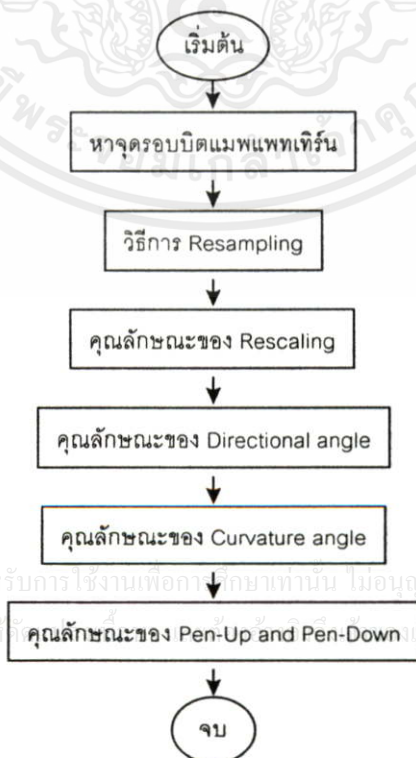 เริ่มต้น
หาจุดรอบบิตแมพแพทเทิร์น
วิธีการ Resampling
คุณลักษณะของ Rescaling
คุณลักษณะของ Directional angle
คุณลักษณะของ Curvature angle
คุณลักษณะของ Pen-Up and Pen-Down
จบ